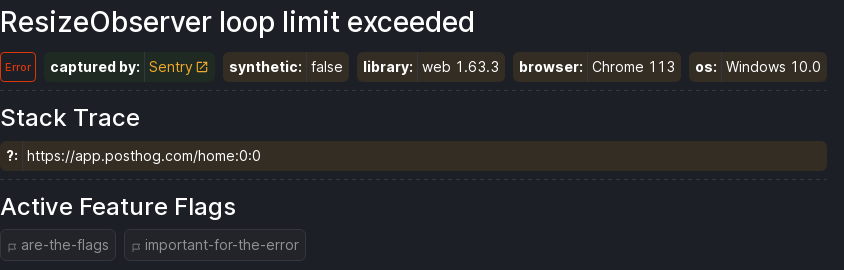 ResizeObserver loop limit exceeded
Error captured by: Sentry synthetic: false library: web 1.63.3 browser: Chrome 113 os: Windows 10.0
Stack Trace
?: https://app.posthog.com/home:0:0
Active Feature Flags
are-the-flags important-for-the-error